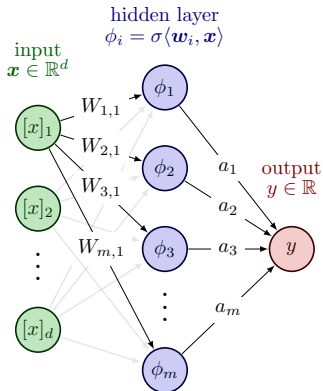 hidden layer
ϕ_i = σ⟨w_i, x⟩
input
x ∈ ℝ^d
ϕ_1
[x]_1
W_{1,1}
W_{2,1}
W_{3,1}
W_{m,1}
a_1
ϕ_2
output
y ∈ ℝ
[x]_2
a_2
ϕ_3
a_3
y
⋮
⋮
a_m
[x]_d
ϕ_m